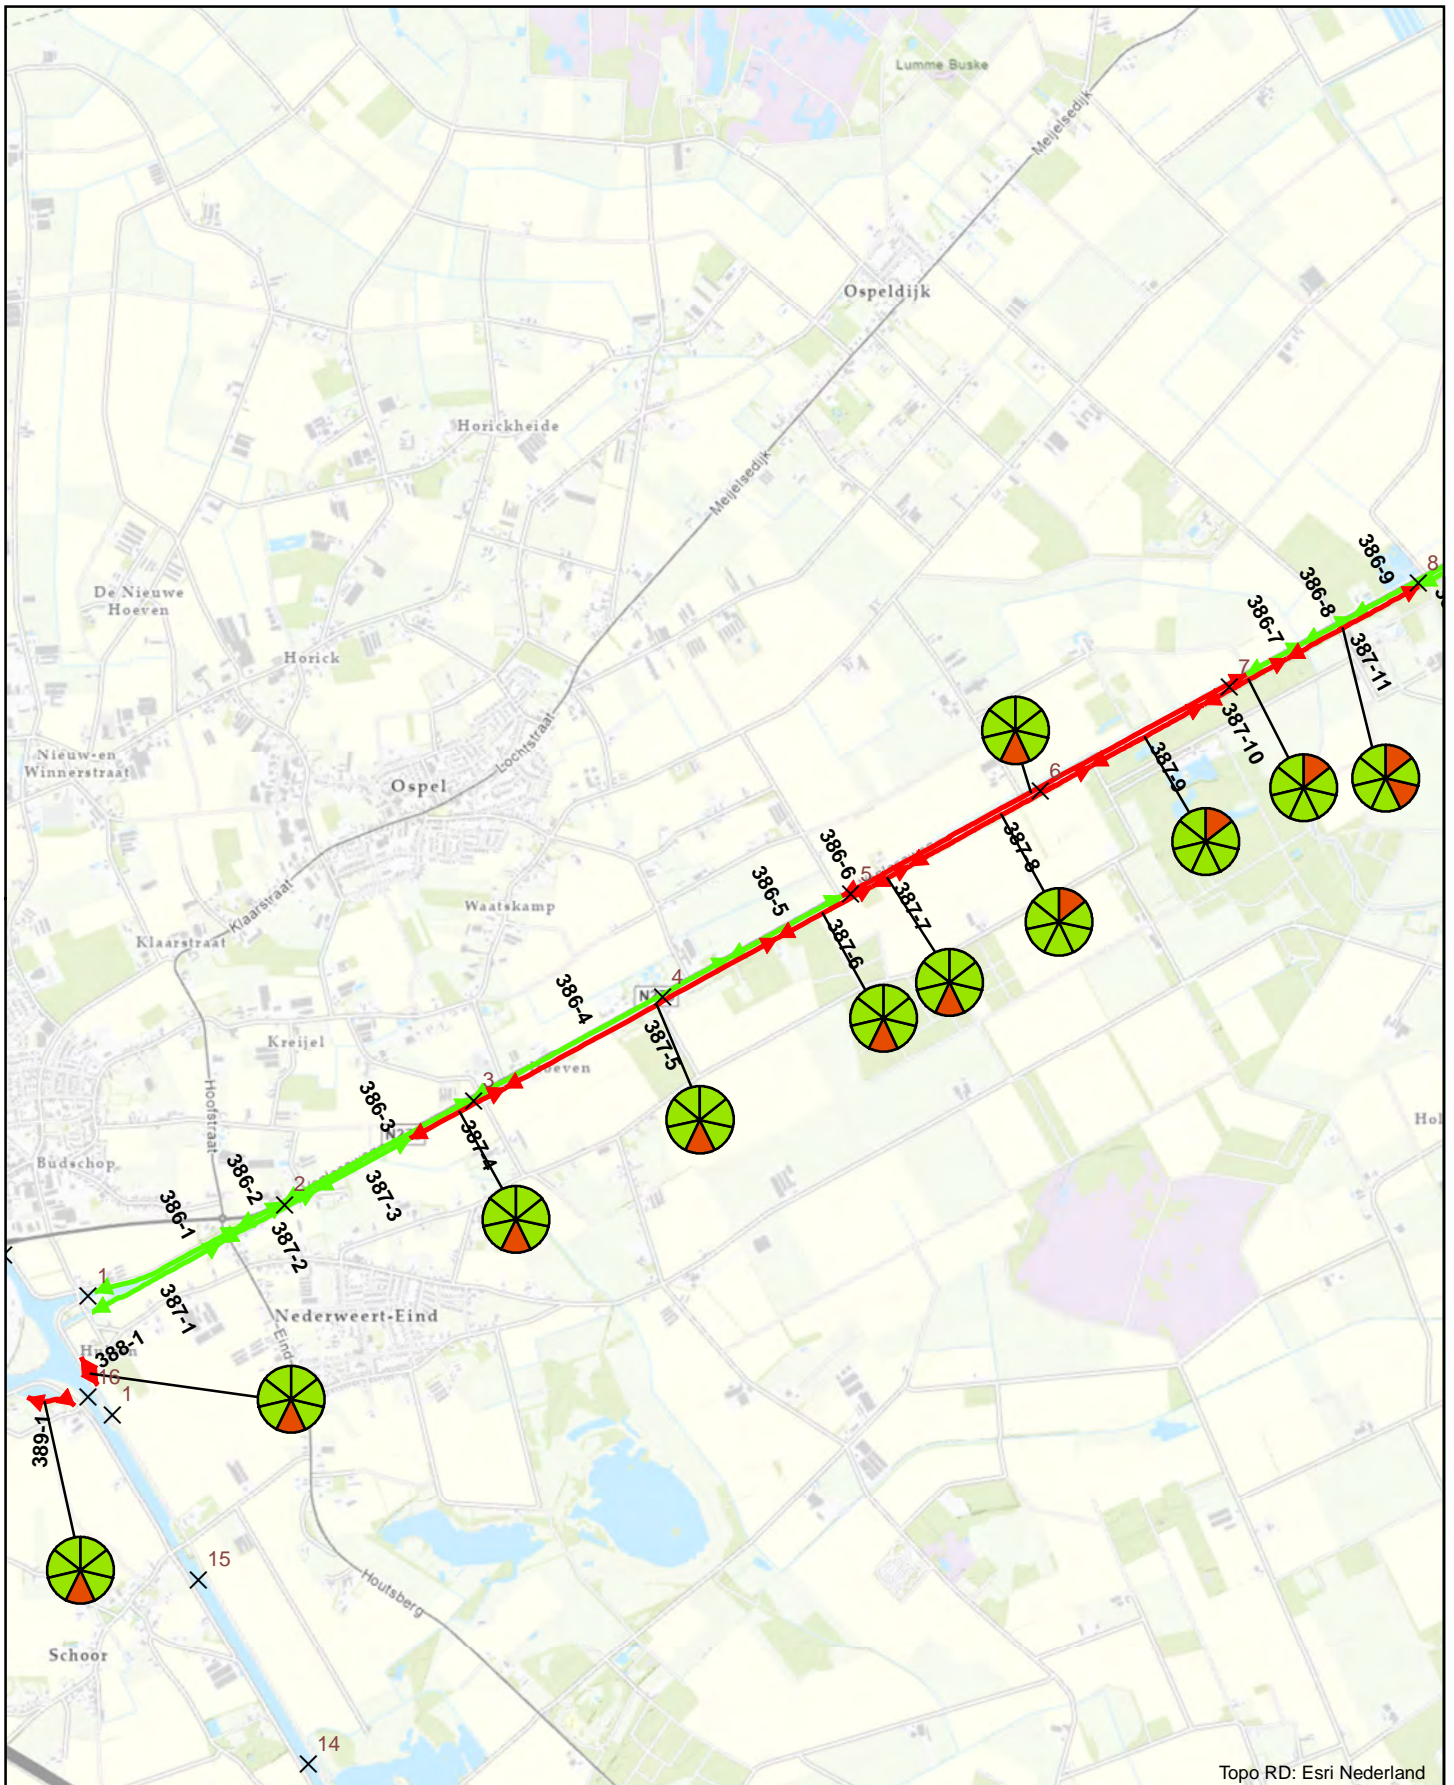 Lumme Buske
Meijelsedijk
Ospeldijk
Horickheide
Meijelsedijk
De Nieuwe
Hoeven
386-9
8
386-8
386-7
387-11
Horick
7
387-10
Nieuw-en
Winnerstraat
Lochtstraat
Ospel
6
387-9
386-6
5
387-8
386-5
387-7
Klaarstraat
Waatskamp
387-6
Klaarstraat
4
386-4
387-5
Kreijel
3
386-3
387-4
Hoofstraat
Budschop
386-2
2
387-3
386-1
387-2
1
387-1
Nederweert-Eind
388-1
16
1
389-1
15
Houtsberg
Schoor
14
Topo RD: Esri Nederland